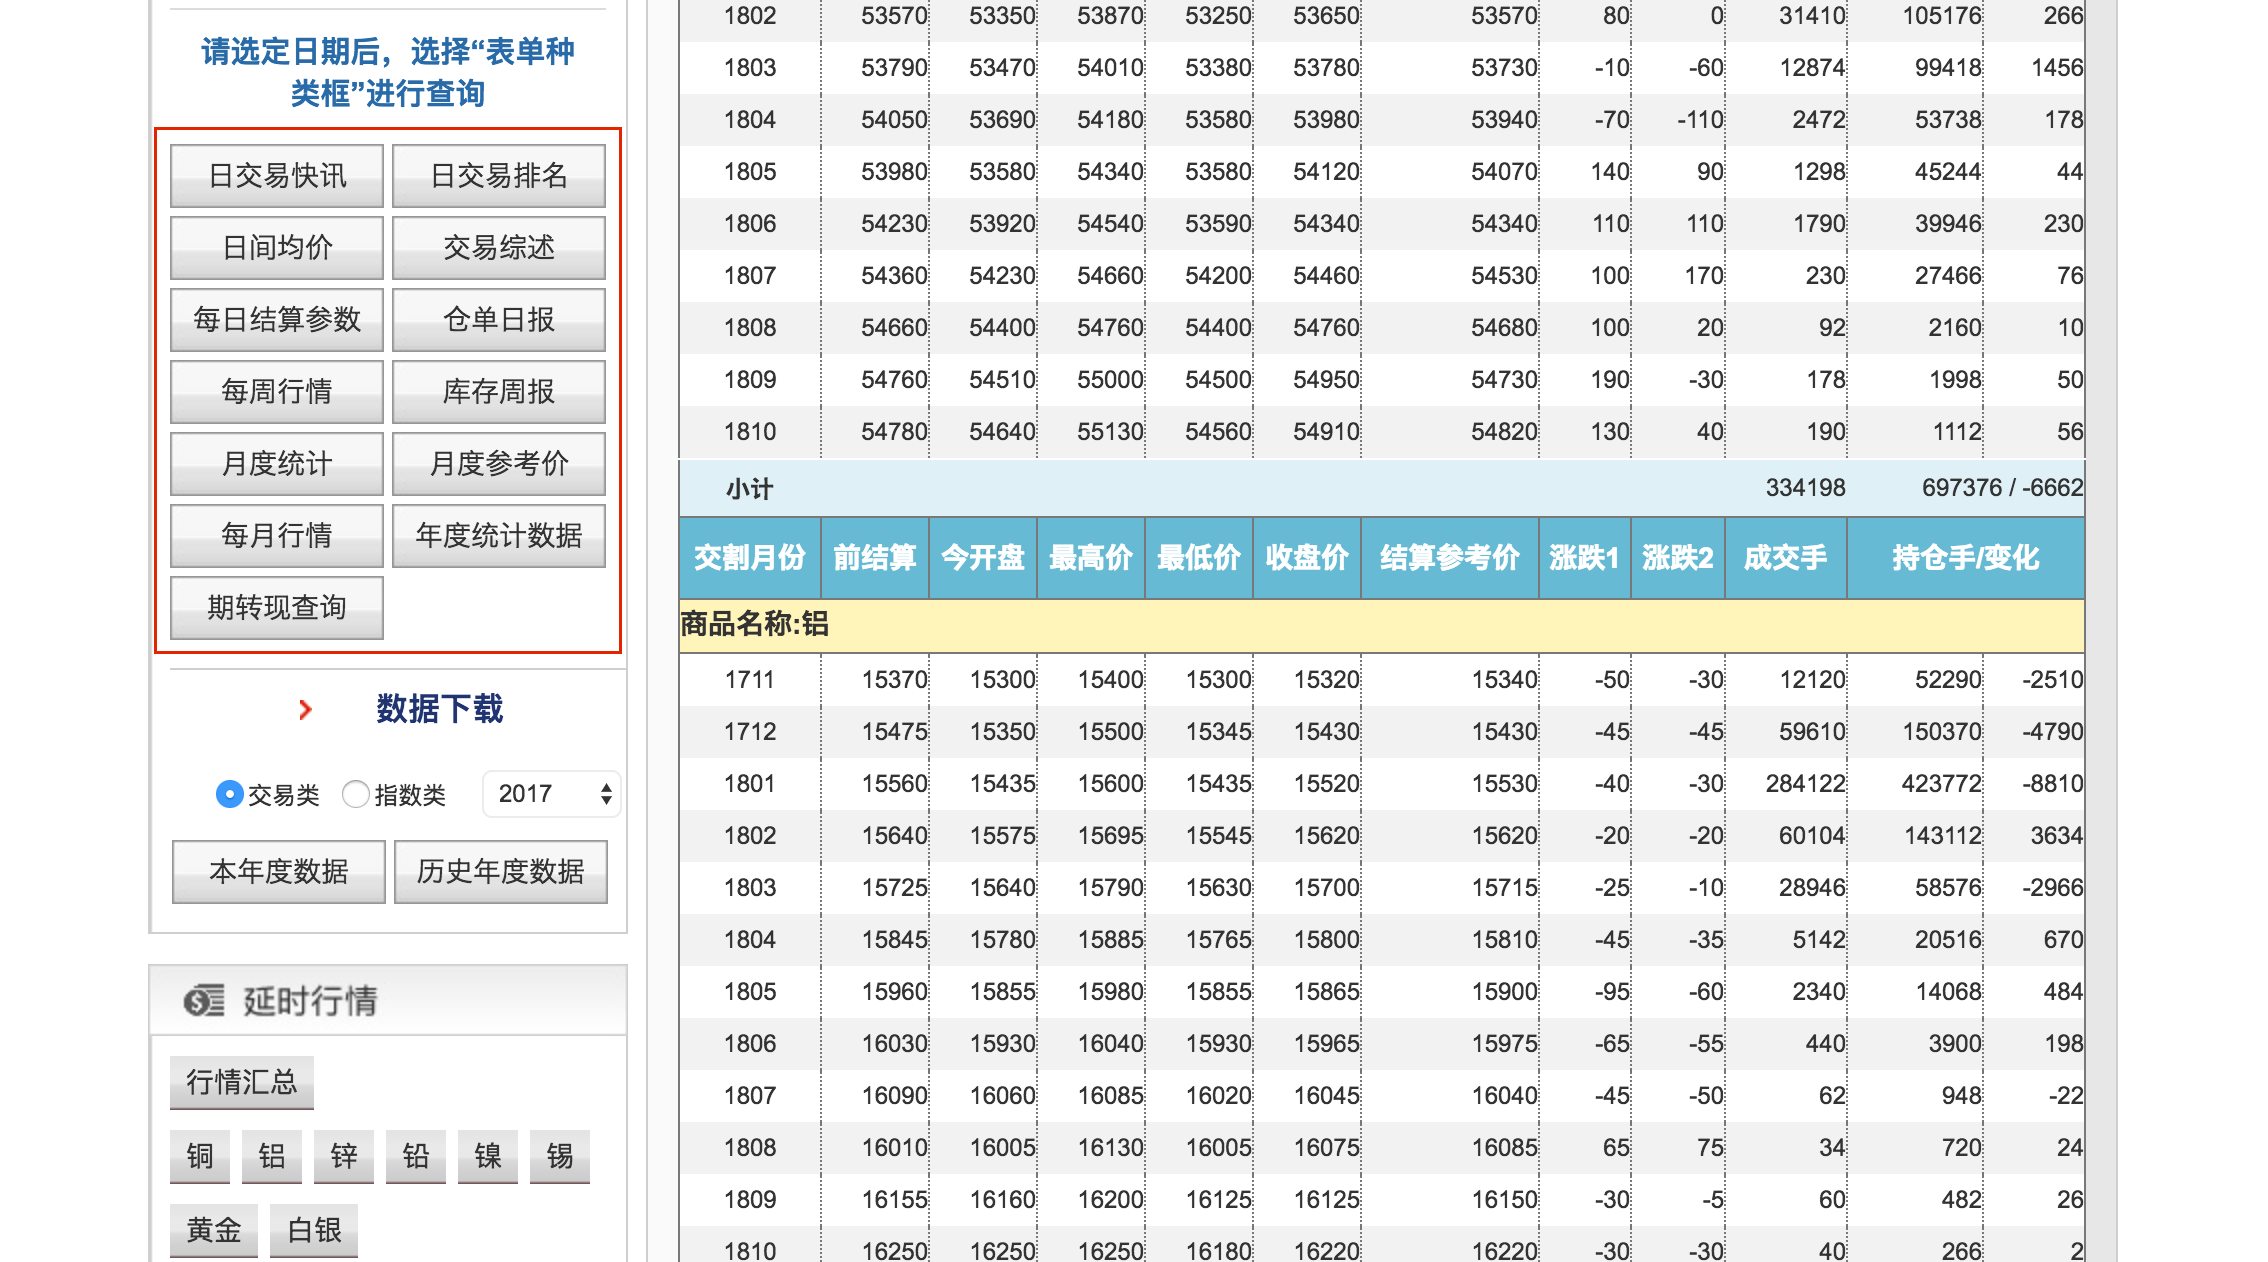 请选定日期后，选择“表单种
类框”进行查询
日交易快讯 日交易排名
日间均价 交易综述
每日结算参数 仓单日报
每周行情 库存周报
月度统计 月度参考价
每月行情 年度统计数据
期转现查询
数据下载
交易类 指数类 2017
本年度数据 历史年度数据
延时行情
行情汇总
铜 铝 锌 铅 镍 锡
黄金 白银
1802 53570 53350 53870 53250 53650 53570 80 0 31410 105176 266
1803 53790 53470 54010 53380 53780 53730 -10 -60 12874 99418 1456
1804 54050 53690 54180 53580 53980 53940 -70 -110 2472 53738 178
1805 53980 53580 54340 53580 54120 54070 140 90 1298 45244 44
1806 54230 53920 54540 53590 54340 54340 110 110 1790 39946 230
1807 54360 54230 54660 54200 54460 54530 100 170 230 27466 76
1808 54660 54400 54760 54400 54760 54680 100 20 92 2160 10
1809 54760 54510 55000 54500 54950 54730 190 -30 178 1998 50
1810 54780 54640 55130 54560 54910 54820 130 40 190 1112 56
小计 334198 697376 / -6662
交割月份 前结算 今开盘 最高价 最低价 收盘价 结算参考价 涨跌1 涨跌2 成交手 持仓手/变化
商品名称:铝
1711 15370 15300 15400 15300 15320 15340 -50 -30 12120 52290 -2510
1712 15475 15350 15500 15345 15430 15430 -45 -45 59610 150370 -4790
1801 15560 15435 15600 15435 15520 15530 -40 -30 284122 423772 -8810
1802 15640 15575 15695 15545 15620 15620 -20 -20 60104 143112 3634
1803 15725 15640 15790 15630 15700 15715 -25 -10 28946 58576 -2966
1804 15845 15780 15885 15765 15800 15810 -45 -35 5142 20516 670
1805 15960 15855 15980 15855 15865 15900 -95 -60 2340 14068 484
1806 16030 15930 16040 15930 15965 15975 -65 -55 440 3900 198
1807 16090 16060 16085 16020 16045 16040 -45 -50 62 948 -22
1808 16010 16005 16130 16005 16075 16085 65 75 34 720 24
1809 16155 16160 16200 16125 16125 16150 -30 -5 60 482 26
1810 16250 16250 16250 16180 16220 16220 -30 -30 40 266 2